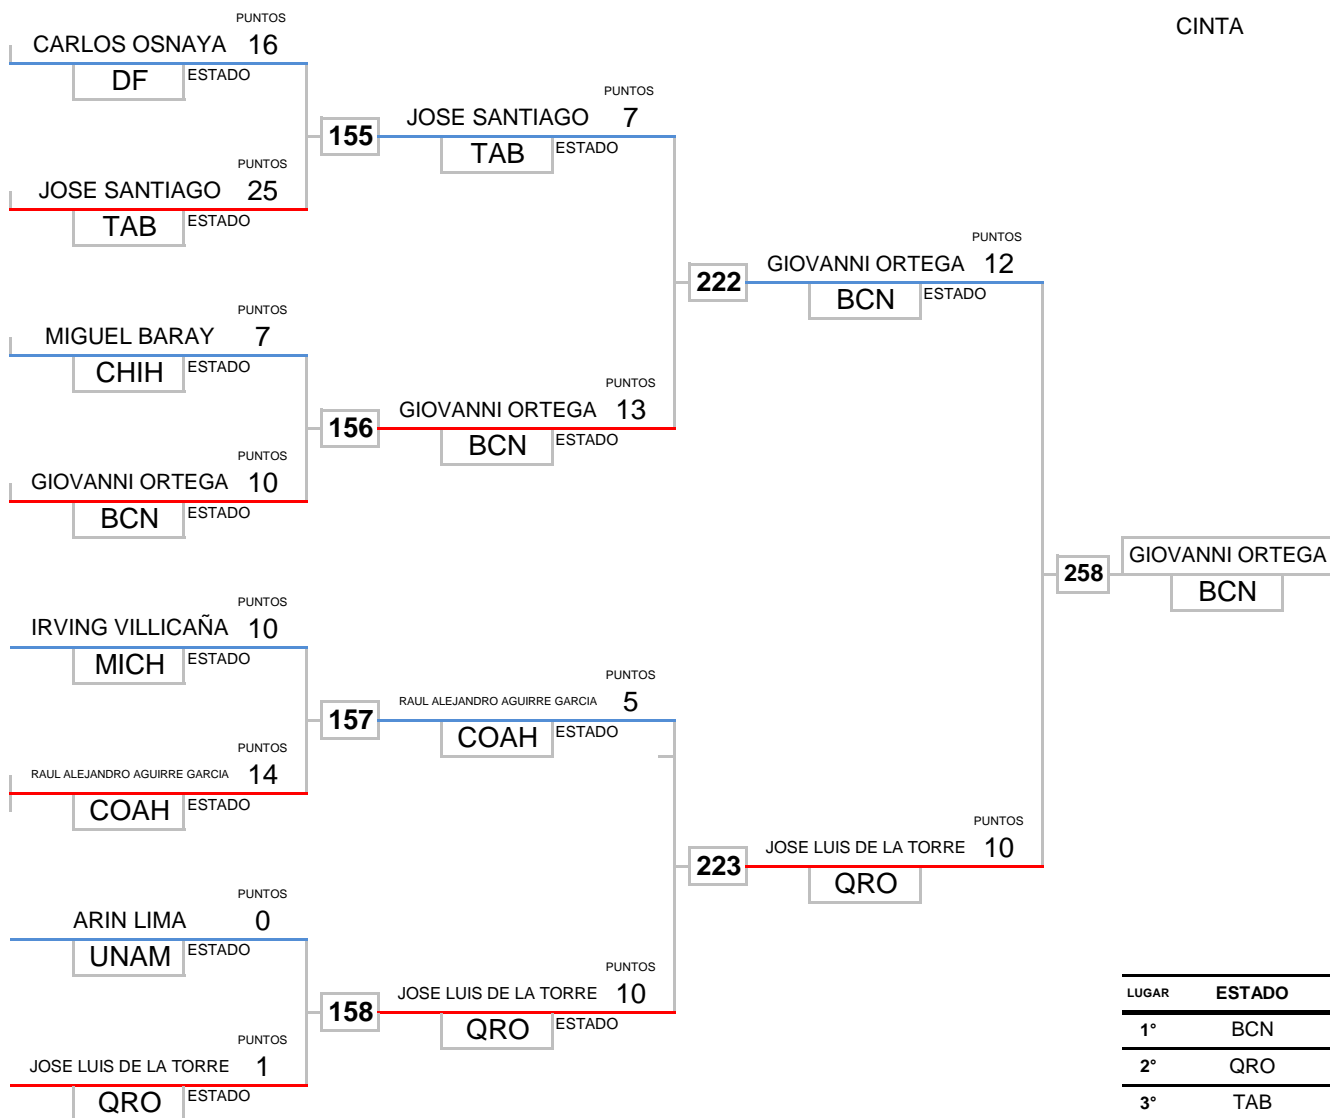 PUNTOS
CINTA
CARLOS OSNAYA 16
DF ESTADO
PUNTOS
JOSE SANTIAGO 7
155
TAB ESTADO
PUNTOS
JOSE SANTIAGO 25
TAB ESTADO
PUNTOS
GIOVANNI ORTEGA 12
222
BCN ESTADO
PUNTOS
MIGUEL BARAY 7
CHIH ESTADO
PUNTOS
GIOVANNI ORTEGA 13
156
BCN ESTADO
PUNTOS
GIOVANNI ORTEGA 10
BCN ESTADO
GIOVANNI ORTEGA
258
BCN
PUNTOS
IRVING VILLICAÑA 10
MICH ESTADO
PUNTOS
RAUL ALEJANDRO AGUIRRE GARCIA 5
157
COAH ESTADO
PUNTOS
RAUL ALEJANDRO AGUIRRE GARCIA 14
COAH ESTADO
PUNTOS
JOSE LUIS DE LA TORRE 10
223
QRO
PUNTOS
ARIN LIMA 0
UNAM ESTADO
PUNTOS
JOSE LUIS DE LA TORRE 10
158
QRO ESTADO
PUNTOS
JOSE LUIS DE LA TORRE 1
QRO ESTADO
LUGAR ESTADO
1° BCN
2° QRO
3° TAB